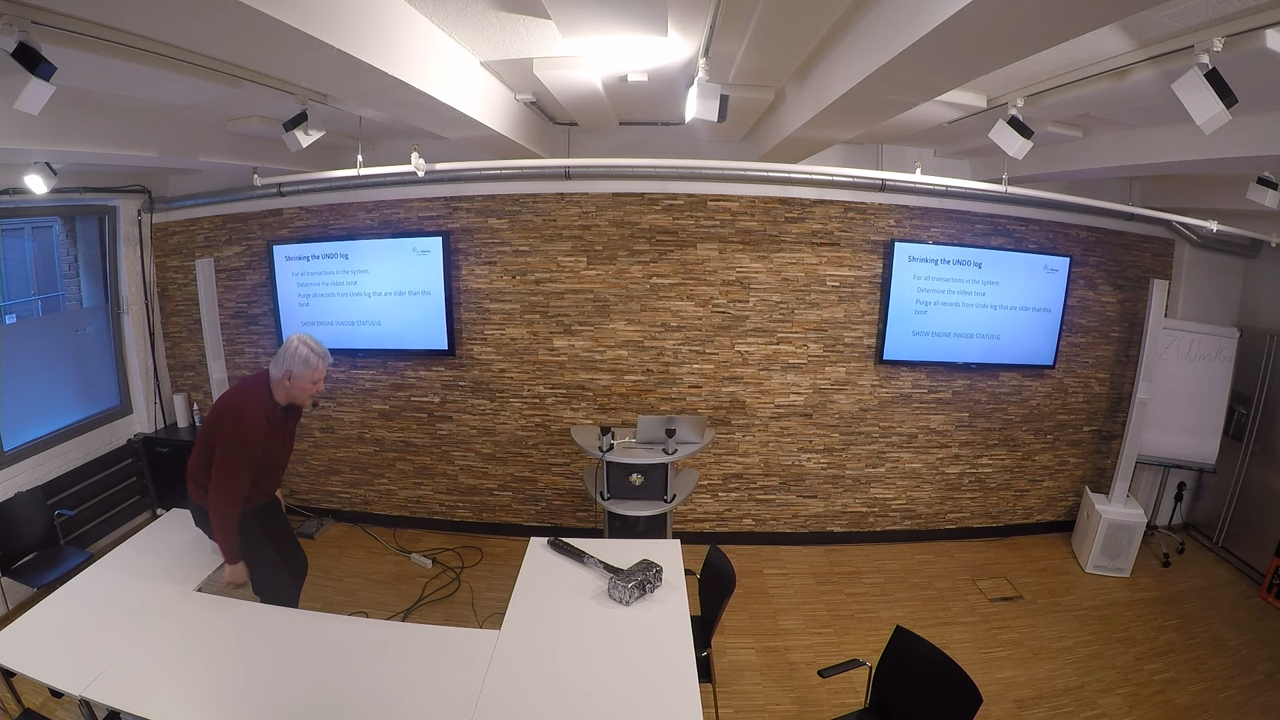 Shrinking the UNDO log
For all transactions in the system:
Determine the oldest txn#
Purge all records from Undo log that are older than this
txn#
SHOW ENGINE INNODB STATUS\G
Shrinking the UNDO log
For all transactions in the system:
Determine the oldest txn#
Purge all records from Undo log that are older than this
txn#
SHOW ENGINE INNODB STATUS\G